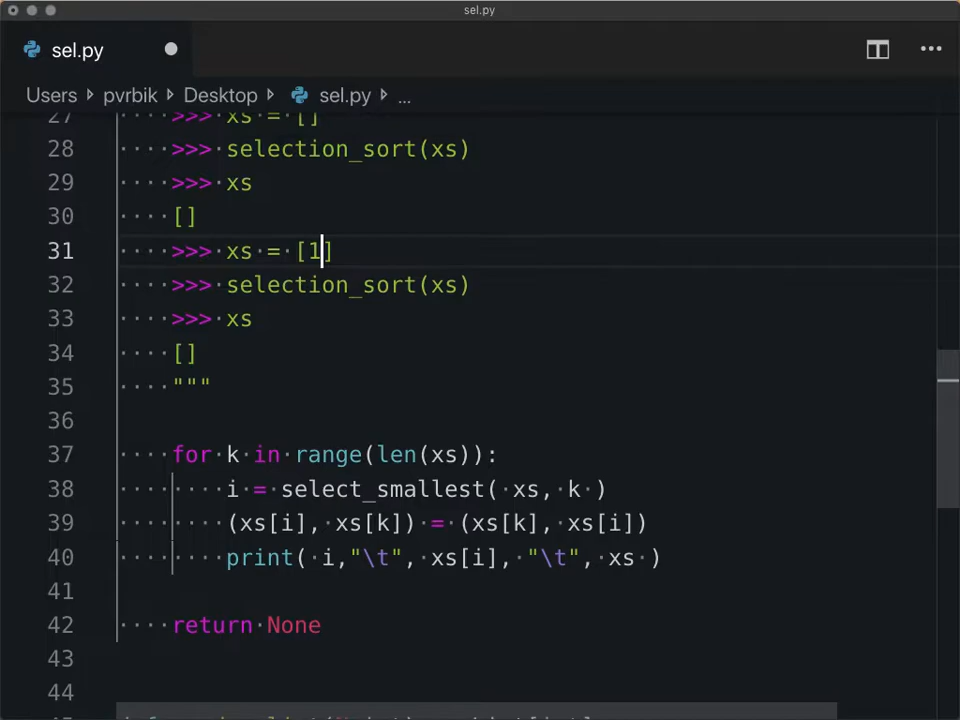 sel.py
sel.py
Users pvrbik Desktop sel.py ...
27 >>> xs = []
28 >>> selection_sort(xs)
29 >>> xs
30 []
31 >>> xs = [1]
32 >>> selection_sort(xs)
33 >>> xs
34 []
35 """
36
37 for k in range(len(xs)):
38 i = select_smallest( xs, k )
39 (xs[i], xs[k]) = (xs[k], xs[i])
40 print( i,"\t", xs[i], "\t", xs )
41
42 return None
43
44